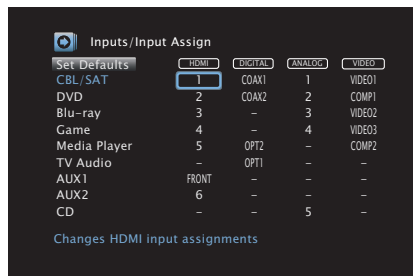 Inputs/Input Assign
Set Defaults HDMI DIGITAL ANALOG VIDEO
CBL/SAT 1 COAX1 1 VIDEO1
DVD 2 COAX2 2 COMP1
Blu-ray 3 – 3 VIDEO2
Game 4 – 4 VIDEO3
Media Player 5 OPT2 – COMP2
TV Audio – OPT1 – –
AUX1 FRONT – – –
AUX2 6 – – –
CD – – 5 –
Changes HDMI input assignments